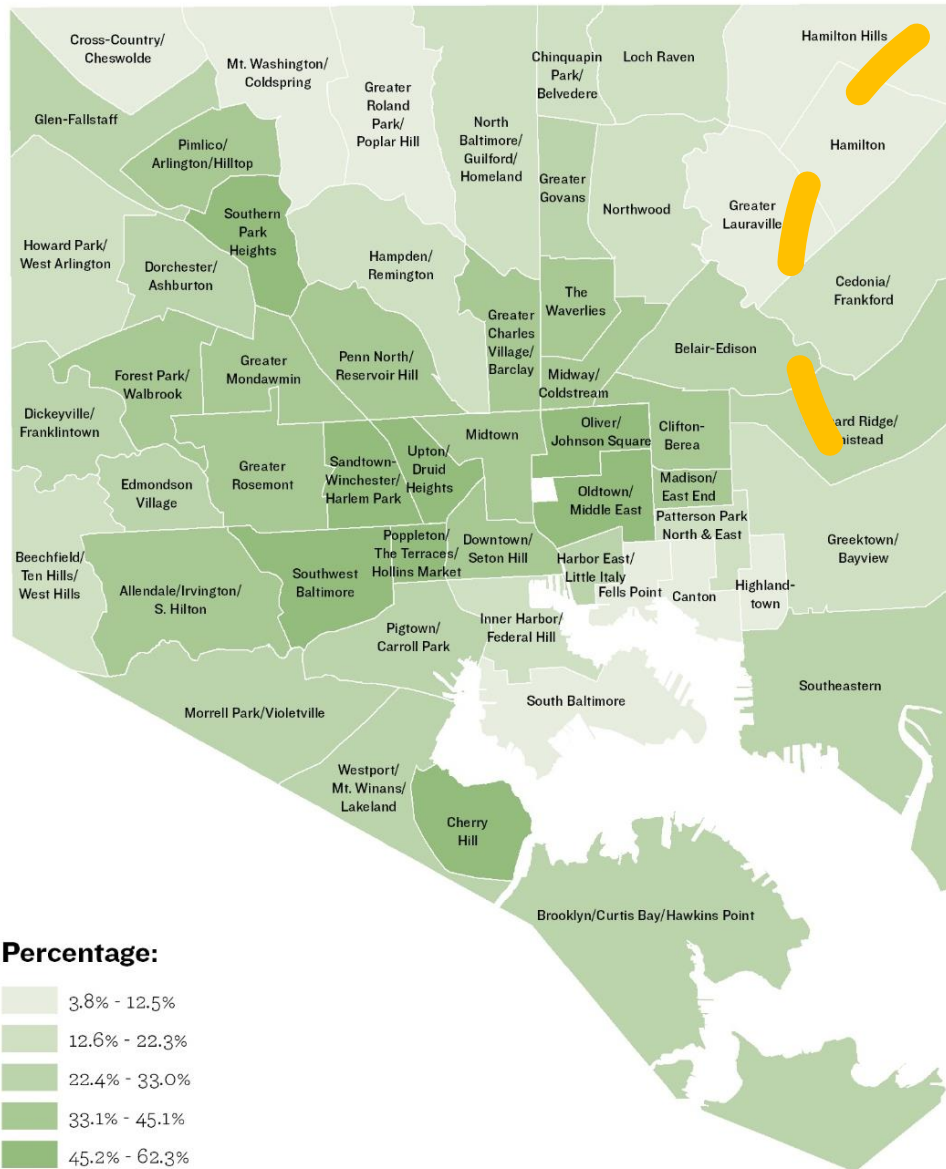 Cross-Country/
Cheswolde
Mt. Washington/
Coldspring
Greater
Roland
Park/
Poplar Hill
North
Baltimore/
Guilford/
Homeland
Chinquapin
Park/
Belvedere
Loch Raven
Hamilton Hills
Glen-Fallstaff
Pimlico/
Arlington/Hilltop
Hamilton
Southern
Park
Heights
Greater
Govans
Northwood
Greater
Lauraville
Howard Park/
West Arlington
Dorchester/
Ashburton
Hampden/
Remington
Cedonia/
Frankford
The
Waverlies
Greater
Charles
Village/
Barclay
Belair-Edison
Forest Park/
Walbrook
Greater
Mondawmin
Penn North/
Reservoir Hill
Midway/
Coldstream
Dickeyville/
Franklintown
Ridge/
Midtown
Oliver/
Johnson Square
Clifton-
Berea
Edmondson
Village
Greater
Rosemont
Sandtown-
Winchester/
Harlem Park
Upton/
Druid
Heights
Oldtown/
Middle East
Madison/
East End
Patterson Park
North & East
Beechfield/
Ten Hills/
West Hills
Allendale/Irvington/
S. Hilton
Southwest
Baltimore
Poppleton/
The Terraces/
Hollins Market
Downtown/
Seton Hill
Harbor East/
Little Italy
Fells Point
Canton
Highland-
town
Greektown/
Bayview
Pigtown/
Carroll Park
Inner Harbor/
Federal Hill
South Baltimore
Southeastern
Morrell Park/Violetville
Westport/
Mt. Winans/
Lakeland
Cherry
Hill
Brooklyn/Curtis Bay/Hawkins Point
Percentage:
3.8% - 12.5%
12.6% - 22.3%
22.4% - 33.0%
33.1% - 45.1%
45.2% - 62.3%